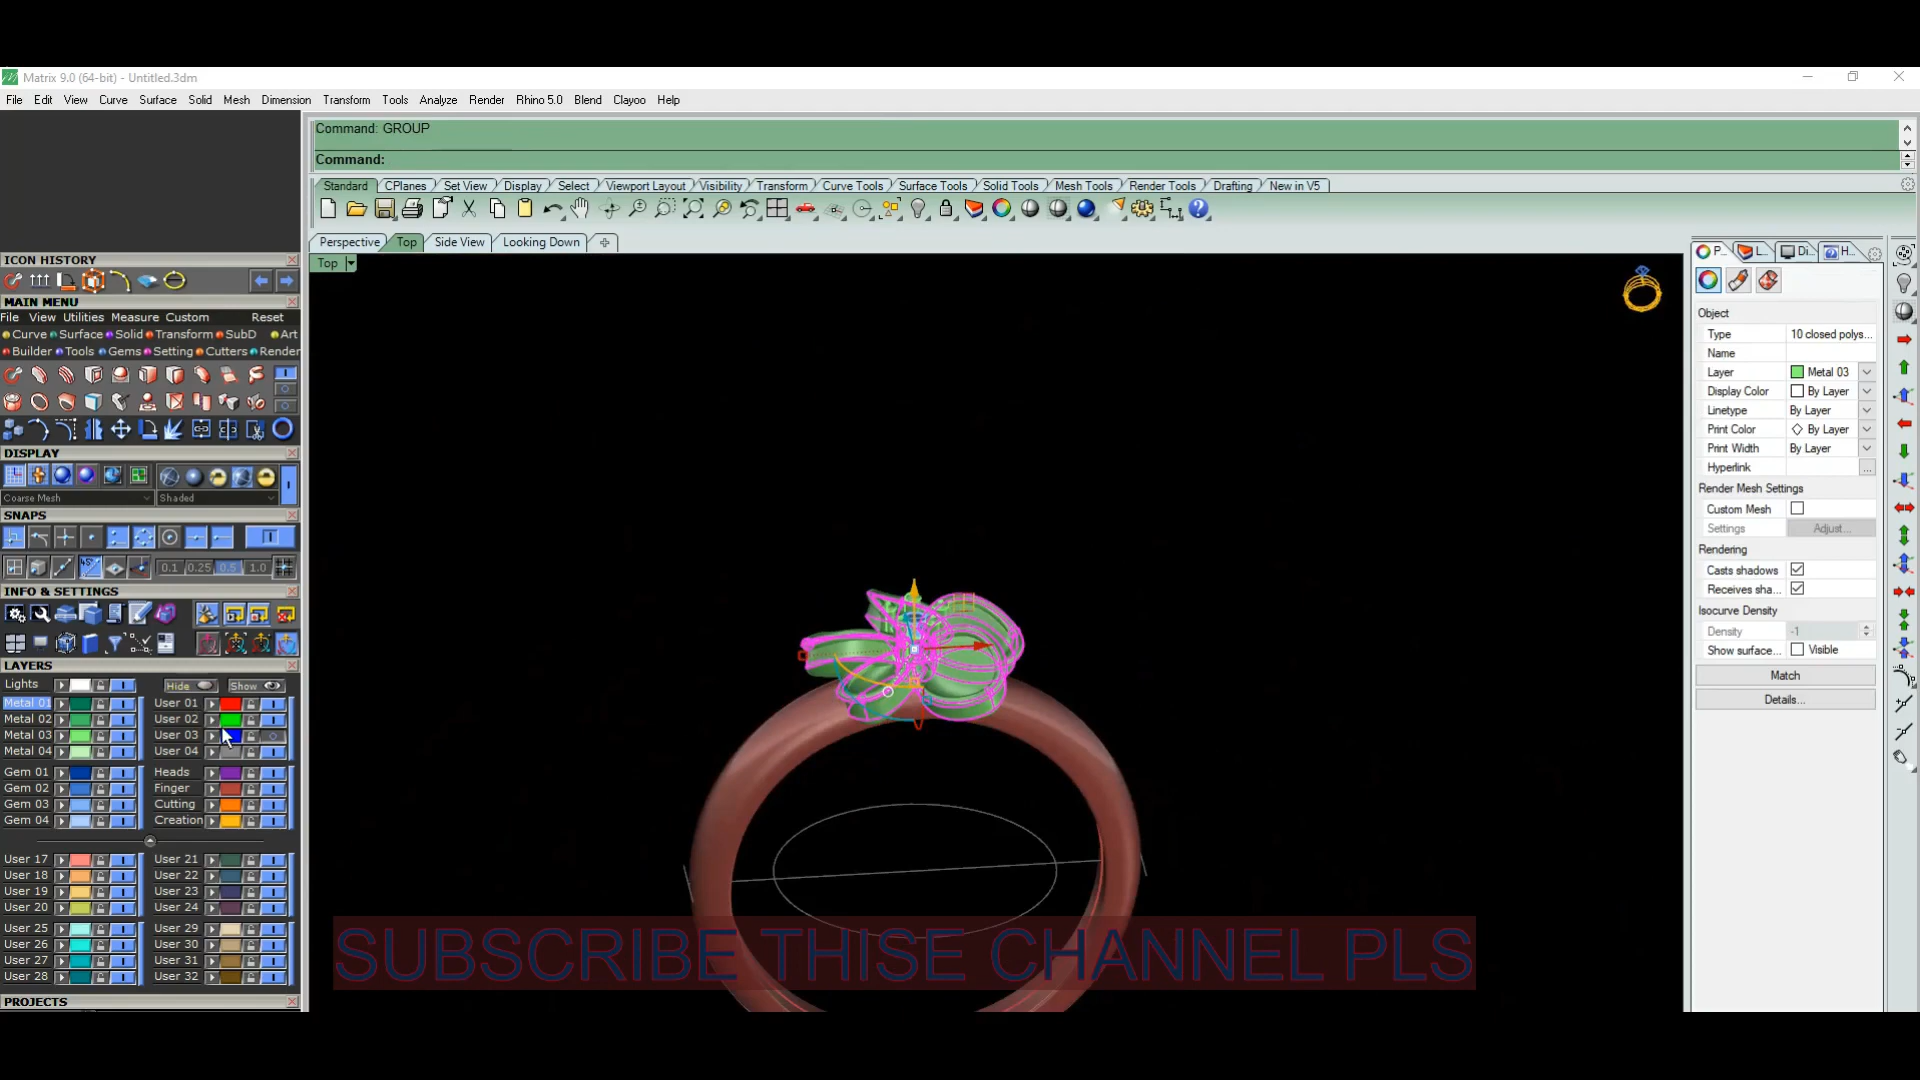 Matrix 9.0 (64-bit) - Untitled.3dm
File Edit View Curve Surface Solid Mesh Dimension Transform Tools Analyze Render Rhino 5.0 Blend Clayoo Help
Command: GROUP
Command:
Standard CPlanes Set View Display Select Viewport Layout Visibility Transform Curve Tools Surface Tools Solid Tools Mesh Tools Render Tools Drafting New in V5
Perspective Top Side View Looking Down
Top
ICON HISTORY
MAIN MENU
File View Utilities Measure Custom Reset
Curve Surface Solid Transform SubD Art
Builder Tools Gems Setting Cutters Render
DISPLAY
Coarse Mesh Shaded
SNAPS
45°
0.1 0.25 0.5 1.0
INFO & SETTINGS
LAYERS
Lights Hide Show
Metal 01 User 01
Metal 02 User 02
Metal 03 User 03
Metal 04 User 04
Gem 01 Heads
Gem 02 Finger
Gem 03 Cutting
Gem 04 Creation
User 17 User 21
User 18 User 22
User 19 User 23
User 20 User 24
User 25 User 29
User 26 User 30
User 27 User 31
User 28 User 32
PROJECTS
P... L... Di... H...
Object
Type 10 closed polys...
Name
Layer Metal 03
Display Color By Layer
Linetype By Layer
Print Color By Layer
Print Width By Layer
Hyperlink ...
Render Mesh Settings
Custom Mesh
Settings Adjust...
Rendering
Casts shadows
Receives sha...
Isocurve Density
Density -1
Show surface... Visible
Match
Details...
SUBSCRIBE THISE CHANNEL PLS